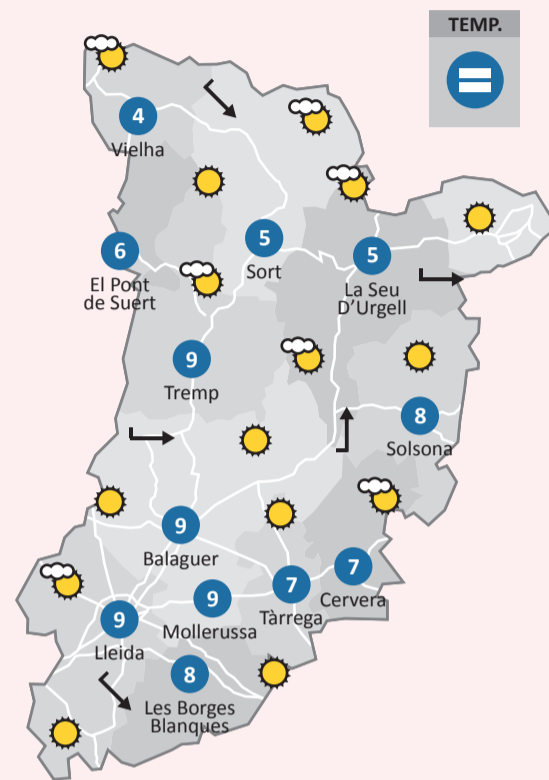 TEMP.
4
Vielha
6
El Pont
de Suert
5
Sort
5
La Seu
D'Urgell
9
Tremp
8
Solsona
9
Balaguer
7
Cervera
7
Tàrrega
9
Mollerussa
9
Lleida
8
Les Borges
Blanques